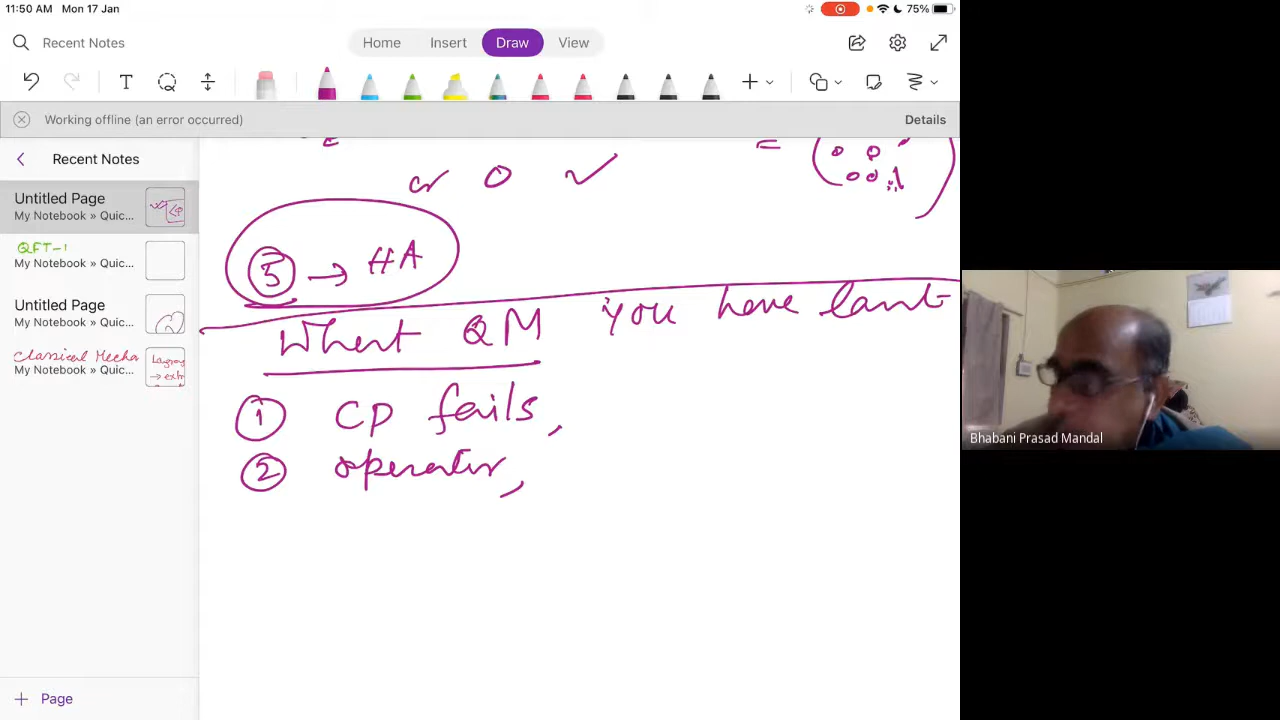 11:50 AM Mon 17 Jan
75%
Recent Notes
Home Insert Draw View
T
Working offline (an error occurred)
Details
Recent Notes
Untitled Page
My Notebook » Quic...
QFT-1
My Notebook » Quic...
Untitled Page
My Notebook » Quic...
Classical Mecha
My Notebook » Quic...
Page
or 0 ✓
5 → HA
What QM you have lant
① CP fails,
② operator,
Bhabani Prasad Mandal